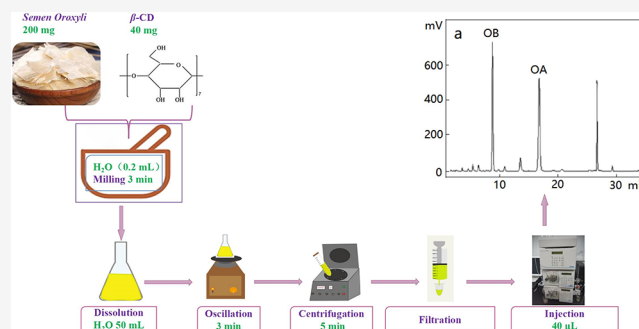 Semen Oroxyli
200 mg
β-CD
40 mg
OH
O
O
OH
OH
7
H₂O（0.2 mL）
Milling 3 min
mV
a
OB
OA
600
400
200
0
10
20
30
m
Dissolution
H₂O 50 mL
Oscillation
3 min
Centrifugation
5 min
Filtration
Injection
40 μL